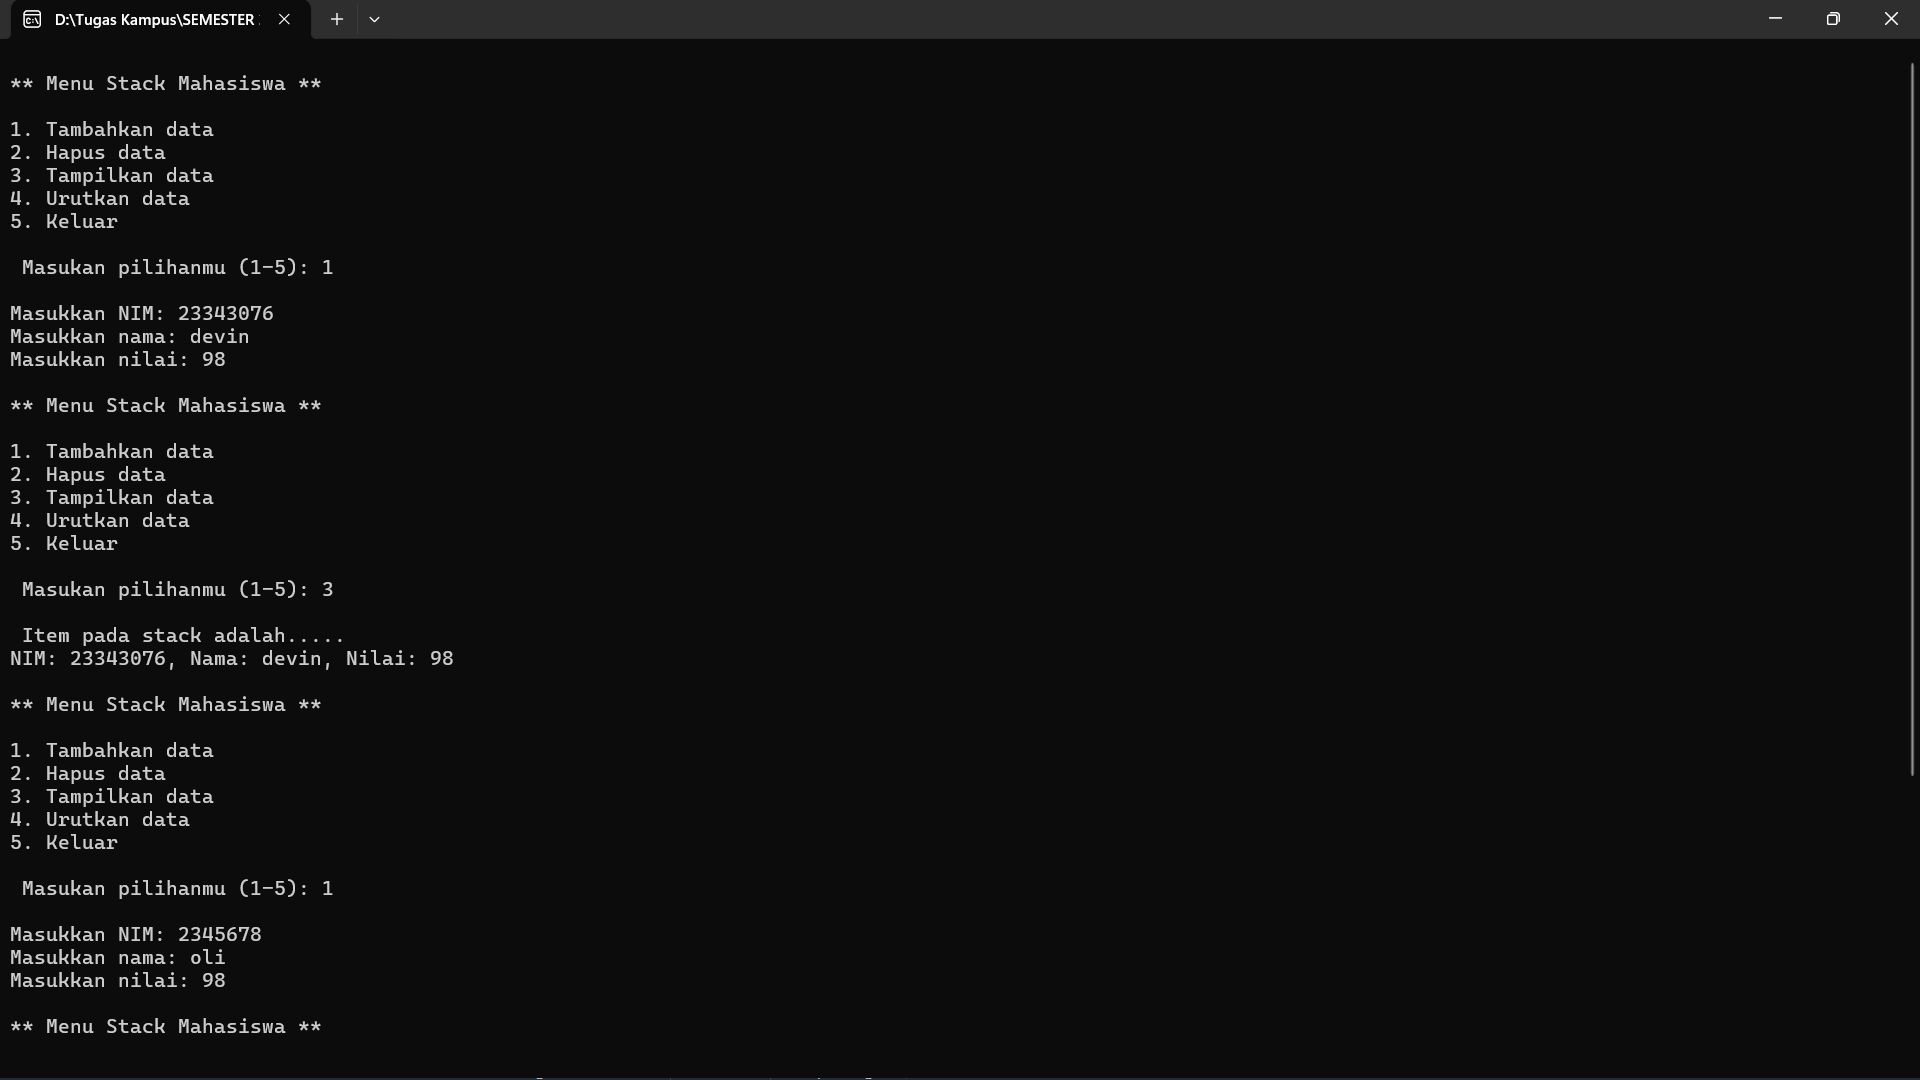 D:\Tugas Kampus\SEMESTER
** Menu Stack Mahasiswa **
1. Tambahkan data
2. Hapus data
3. Tampilkan data
4. Urutkan data
5. Keluar
Masukan pilihanmu (1-5): 1
Masukkan NIM: 23343076
Masukkan nama: devin
Masukkan nilai: 98
** Menu Stack Mahasiswa **
1. Tambahkan data
2. Hapus data
3. Tampilkan data
4. Urutkan data
5. Keluar
Masukan pilihanmu (1-5): 3
Item pada stack adalah.....
NIM: 23343076, Nama: devin, Nilai: 98
** Menu Stack Mahasiswa **
1. Tambahkan data
2. Hapus data
3. Tampilkan data
4. Urutkan data
5. Keluar
Masukan pilihanmu (1-5): 1
Masukkan NIM: 2345678
Masukkan nama: oli
Masukkan nilai: 98
** Menu Stack Mahasiswa **